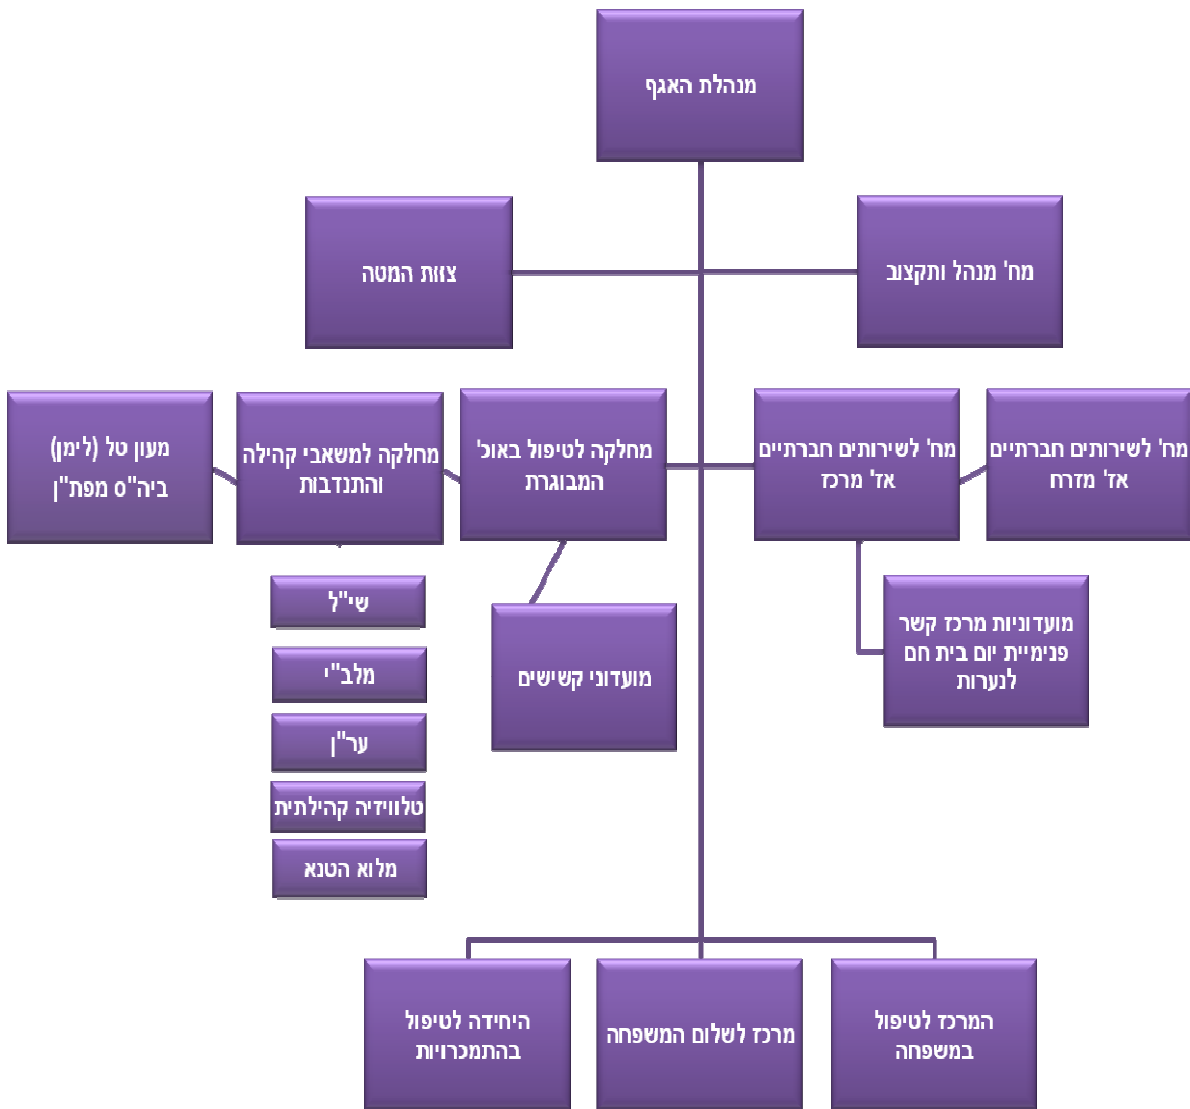 מנהלת האגף
מח' מנהל ותקצוב
צוות המטה
מח' לשירותים חברתיים
אז' מזרח
מח' לשירותים חברתיים
אז' מרכז
מחלקה לטיפול באוכ'
המבוגרת
מחלקה למשאבי קהילה
והתנדבות
מעון טל (לימן)
ביה"ס מפת"ן
מועדוניות מרכז קשר
פנימיית יום בית חם
לנערות
מועדוני קשישים
שי"ל
מלב"י
ער"ן
טלוויזיה קהילתית
מלוא הטנא
המרכז לטיפול
במשפחה
מרכז לשלום המשפחה
היחידה לטיפול
בהתמכרויות